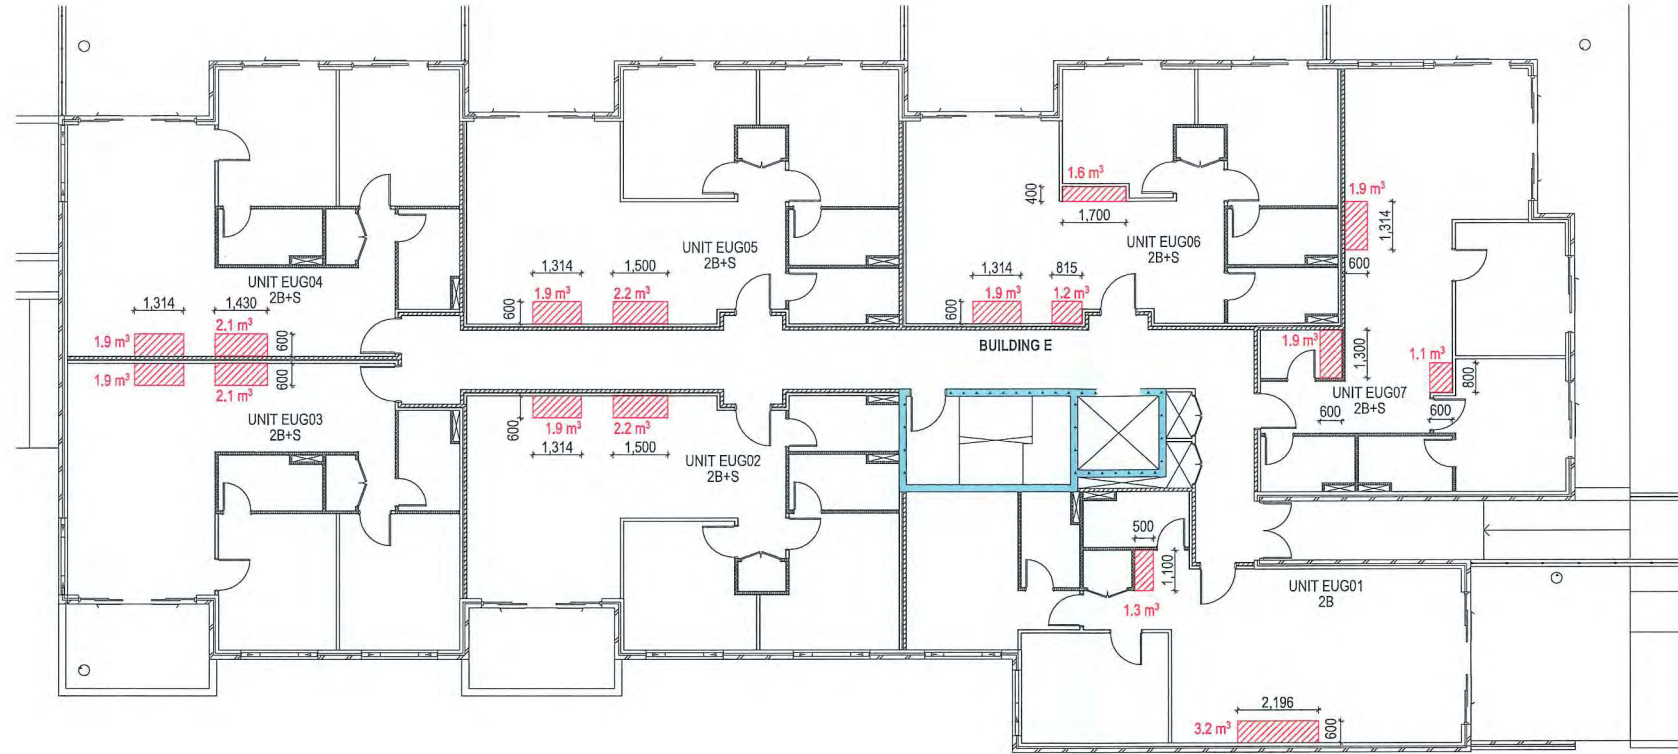 1.6 m³
400
1,700
1.9 m³
1,314
600
UNIT EUG05
2B+S
UNIT EUG06
2B+S
1,314
1,500
1.9 m³
2.2 m³
600
1,314
815
1.9 m³
1.2 m³
600
UNIT EUG04
2B+S
1,314
1,430
1.9 m³
2.1 m³
600
BUILDING E
1.9 m³
1,300
1.1 m³
800
UNIT EUG07
2B+S
600
600
1.9 m³
2.1 m³
600
UNIT EUG03
2B+S
600
1.9 m³
2.2 m³
1,314
1,500
UNIT EUG02
2B+S
500
1,100
1.3 m³
UNIT EUG01
2B
2,196
3.2 m³
600